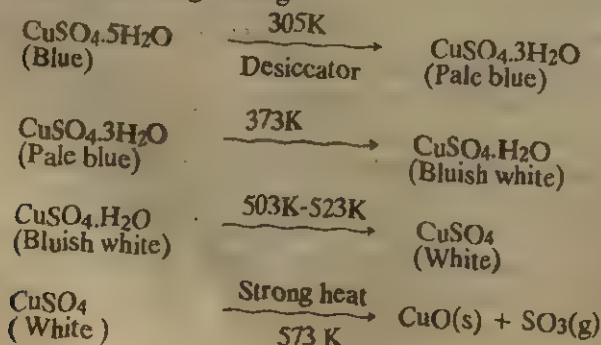 CuSO₄.5H₂O 305K CuSO₄.3H₂O
(Blue) Desiccator (Pale blue)
CuSO₄.3H₂O 373K CuSO₄.H₂O
(Pale blue) (Bluish white)
CuSO₄.H₂O 503K-523K CuSO₄
(Bluish white) (White)
CuSO₄ Strong heat CuO(s) + SO₃(g)
( White ) 573 K